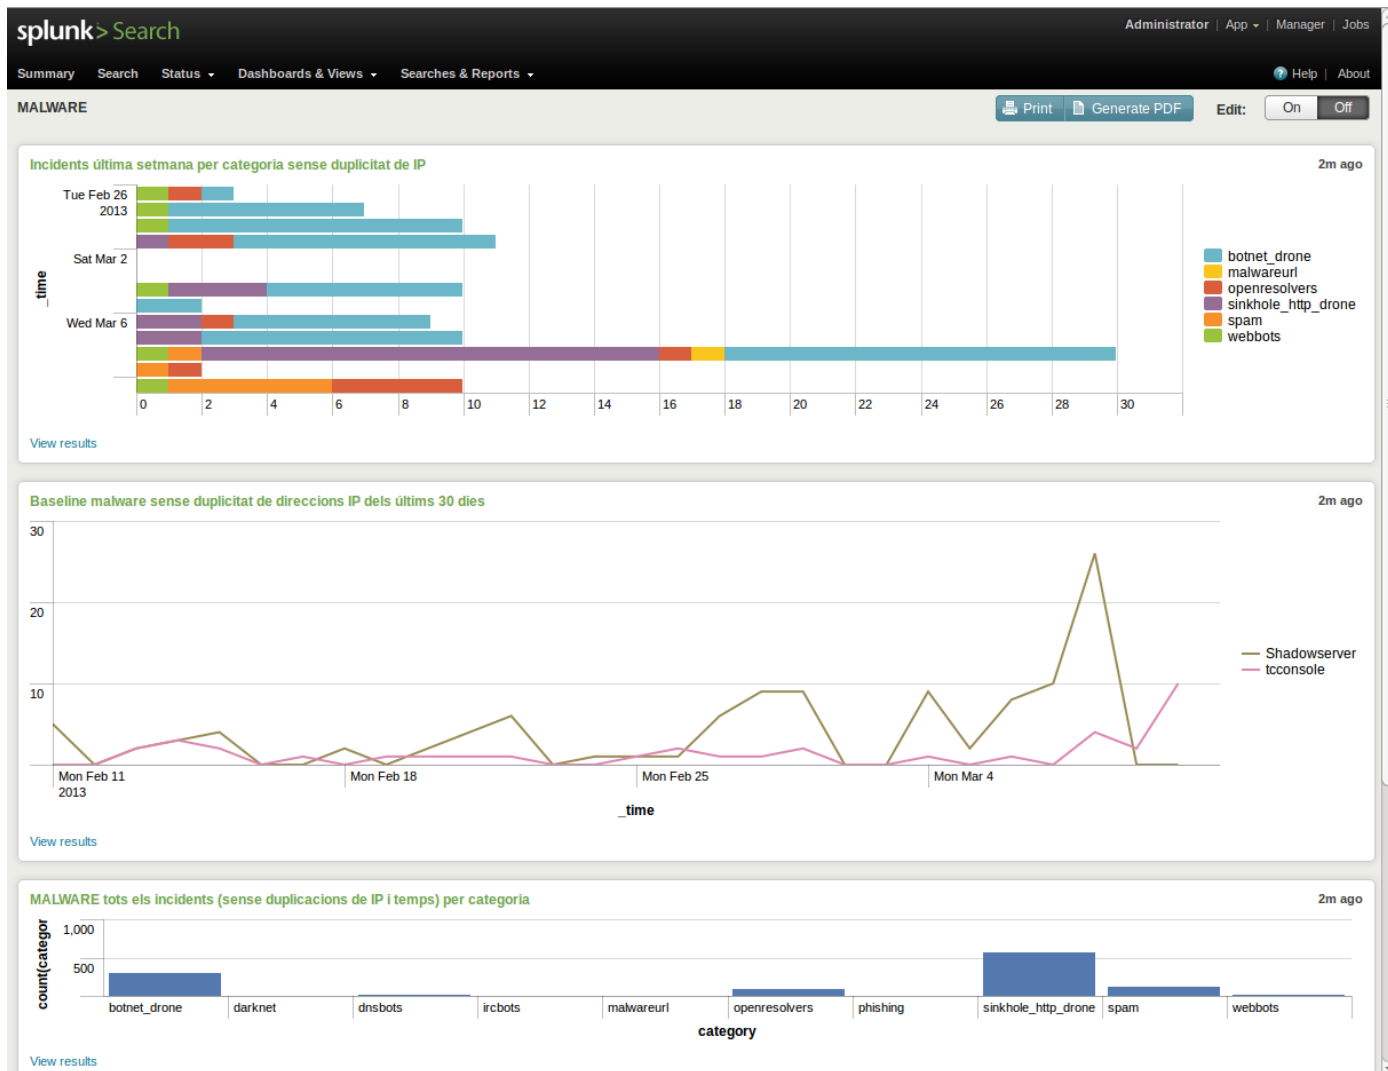 splunk> Search
Administrator | App | Manager | Jobs
Summary Search Status Dashboards & Views Searches & Reports
? Help | About
MALWARE
Print Generate PDF Edit: On Off
Incidents última setmana per categoria sense duplicitat de IP
2m ago
_time
Tue Feb 26
2013
Sat Mar 2
Wed Mar 6
0 2 4 6 8 10 12 14 16 18 20 22 24 26 28 30
botnet_drone
malwareurl
openresolvers
sinkhole_http_drone
spam
webbots
View results
Baseline malware sense duplicitat de direccions IP dels últims 30 dies
2m ago
30
20
10
Mon Feb 11
2013
Mon Feb 18
Mon Feb 25
Mon Mar 4
_time
Shadowserver
tcconsole
View results
MALWARE tots els incidents (sense duplicacions de IP i temps) per categoria
2m ago
count(categor
1,000
500
botnet_drone darknet dnsbots ircbots malwareurl openresolvers phishing sinkhole_http_drone spam webbots
category
View results